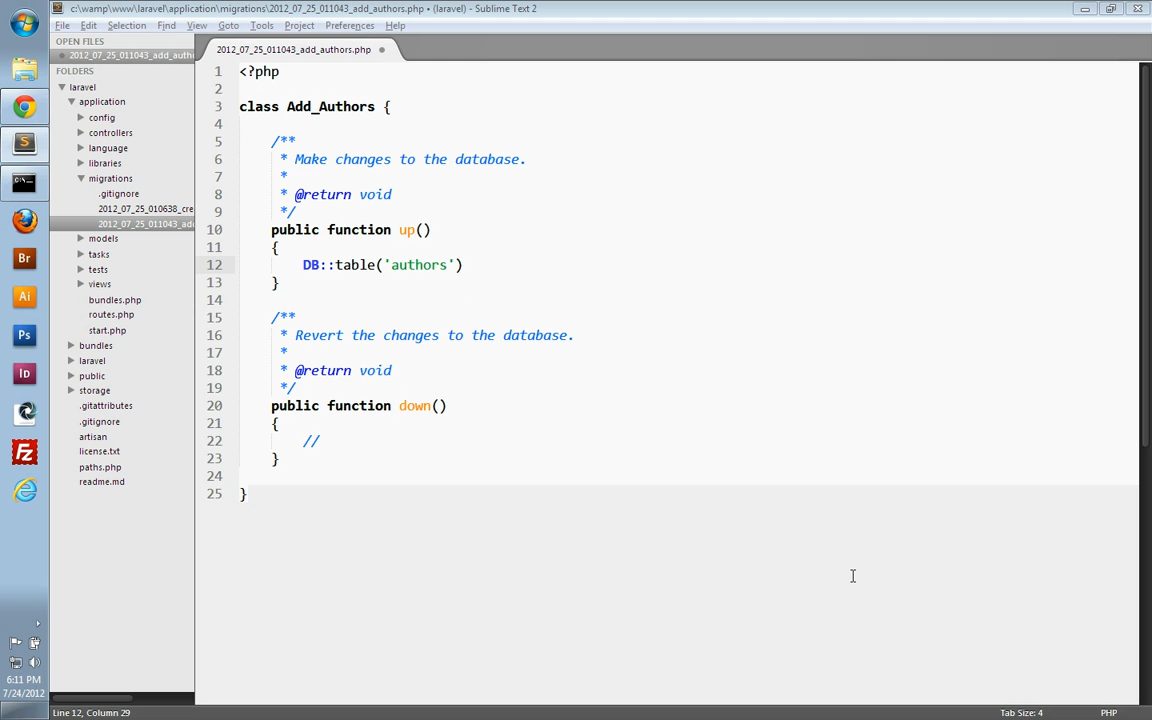 c:\wamp\www\laravel\application\migrations\2012_07_25_011043_add_authors.php • (laravel) - Sublime Text 2
File Edit Selection Find View Goto Tools Project Preferences Help
OPEN FILES
2012_07_25_011043_add_auth
FOLDERS
laravel
application
config
controllers
language
libraries
migrations
.gitignore
2012_07_25_010638_cre
2012_07_25_011043_add
models
tasks
tests
views
bundles.php
routes.php
start.php
bundles
laravel
public
storage
.gitattributes
.gitignore
artisan
license.txt
paths.php
readme.md
2012_07_25_011043_add_authors.php
1 <?php
2
3 class Add_Authors {
4
5 /**
6 * Make changes to the database.
7 *
8 * @return void
9 */
10 public function up()
11 {
12 DB::table('authors')
13 }
14
15 /**
16 * Revert the changes to the database.
17 *
18 * @return void
19 */
20 public function down()
21 {
22 //
23 }
24
25 }
Br
Ai
Ps
Id
Fz
6:11 PM
7/24/2012
Line 12, Column 29
Tab Size: 4
PHP